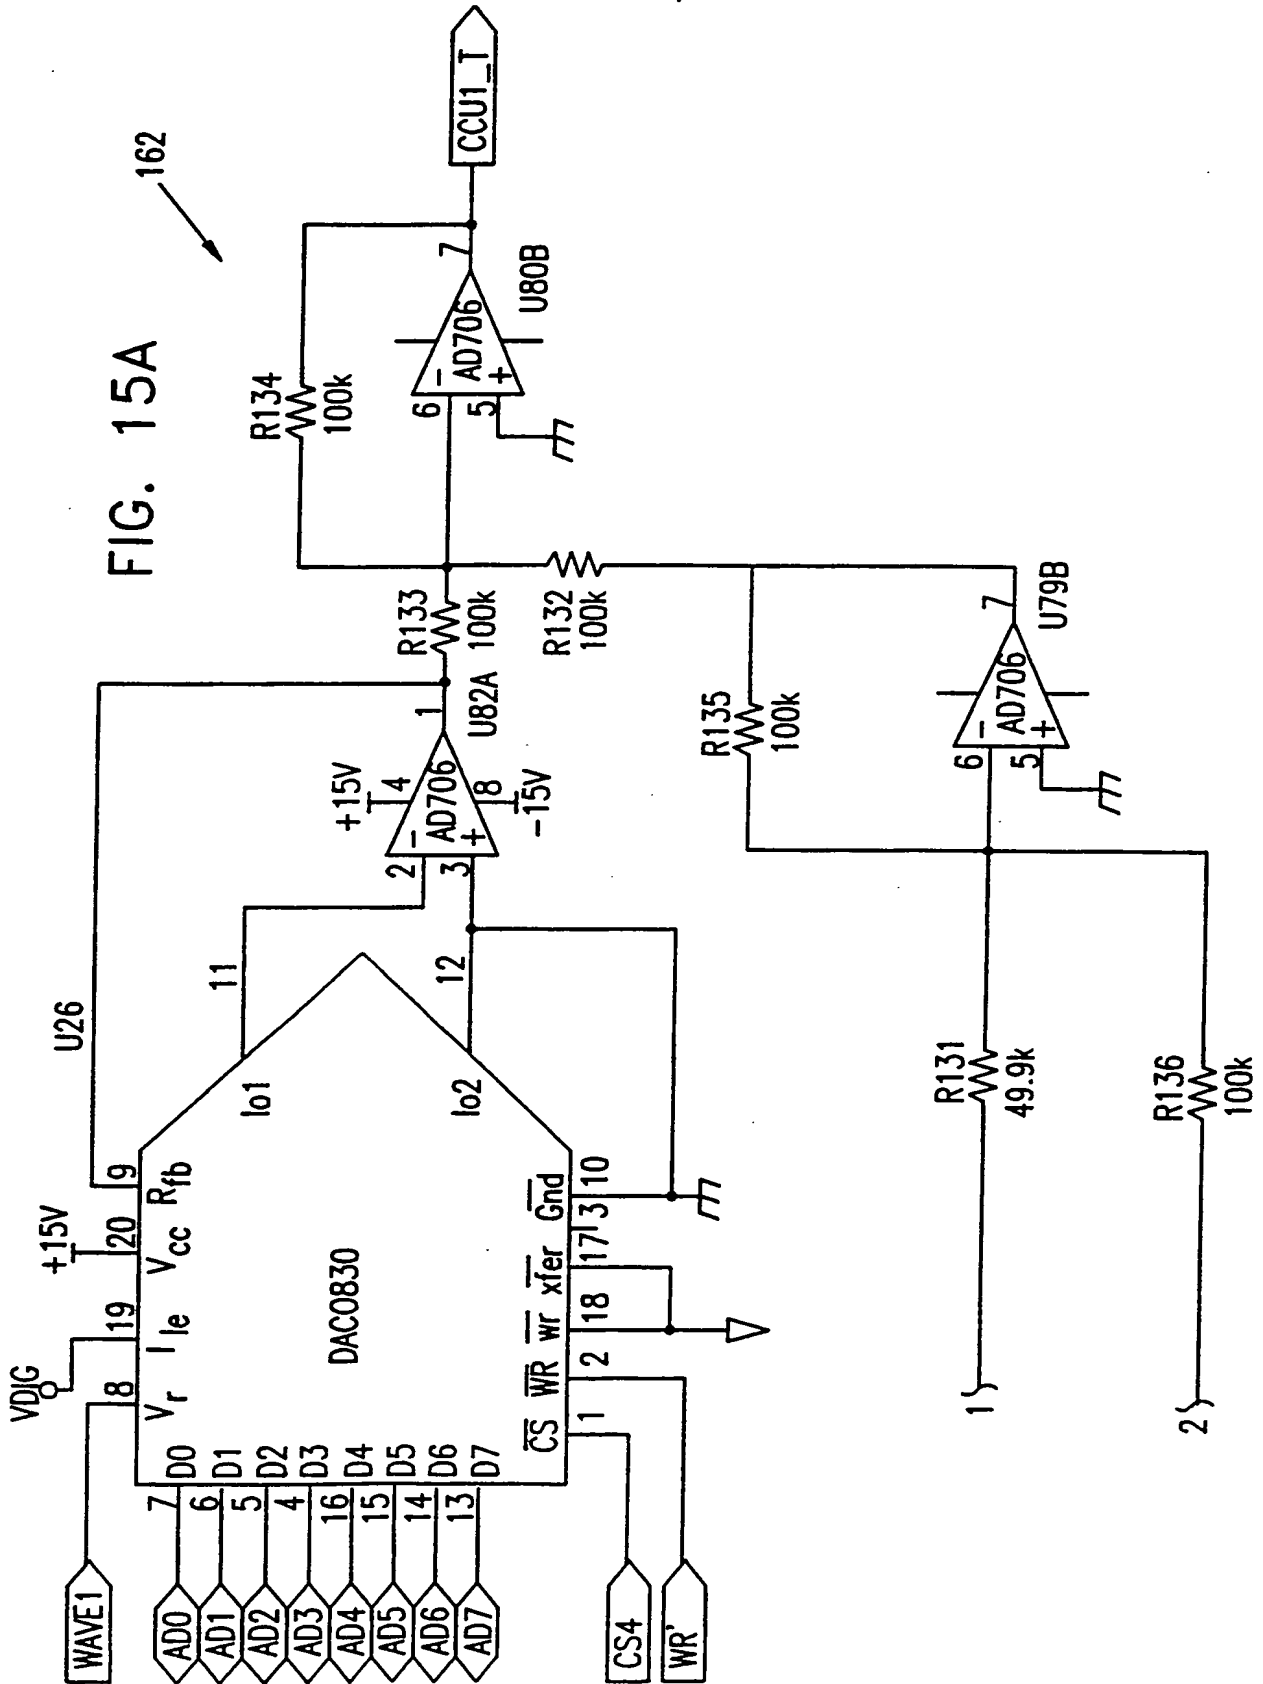 FIG. 15A
162
WAVE1
AD0
AD1
AD2
AD3
AD4
AD5
AD6
AD7
CS4
WR'
7
6
5
4
16
15
14
13
D0
D1
D2
D3
D4
D5
D6
D7
VDIG
8
19
+15V
20
9
U26
Vr
Ile
Vcc
Rfb
DAC0830
CS
WR
wr
xfer
Gnd
1
2
18
17
3
10
Io1
11
Io2
12
+15V
4
2
3
AD706
-
+
8
-15V
1
U82A
R133
100k
R134
100k
R132
100k
6
5
AD706
-
+
7
U80B
CCU1_T
R135
100k
6
5
AD706
-
+
7
U79B
R131
49.9k
R136
100k
1
2